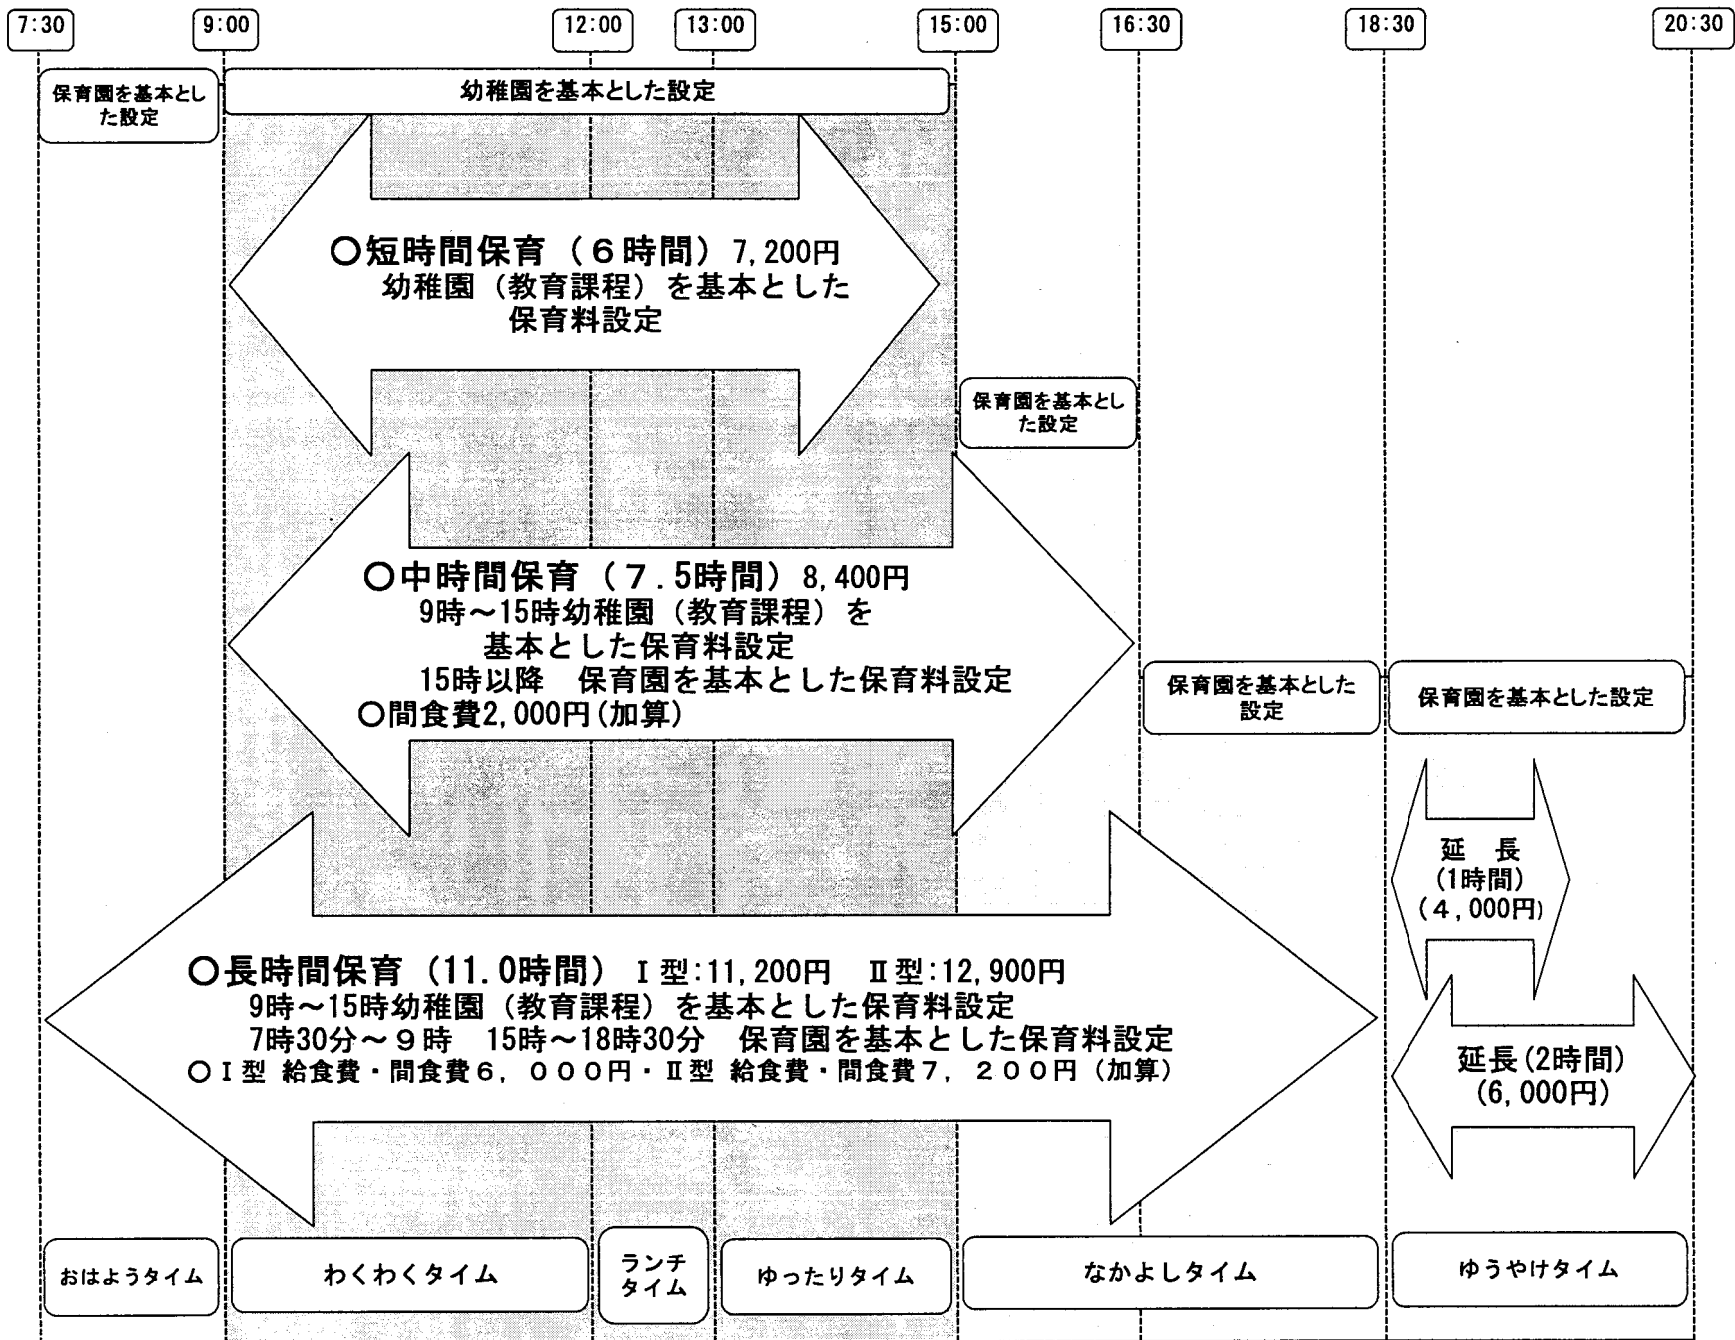 7:30
9:00
12:00
13:00
15:00
16:30
18:30
20:30
保育園を基本とし
た設定
幼稚園を基本とした設定
○短時間保育（６時間）7,200円
幼稚園（教育課程）を基本とした
保育料設定
保育園を基本とし
た設定
○中時間保育（７.5時間）8,400円
9時～15時幼稚園（教育課程）を
基本とした保育料設定
15時以降　保育園を基本とした保育料設定
○間食費2,000円(加算)
保育園を基本とした
設定
保育園を基本とした設定
延　長
(1時間)
(４,000円)
○長時間保育（11.0時間）Ⅰ型:11,200円　Ⅱ型:12,900円
9時～15時幼稚園（教育課程）を基本とした保育料設定
7時30分～９時　15時～18時30分　保育園を基本とした保育料設定
○Ⅰ型 給食費・間食費６，０００円・Ⅱ型 給食費・間食費７，２００円（加算）
延長(2時間)
(6,000円)
おはようタイム
わくわくタイム
ランチ
タイム
ゆったりタイム
なかよしタイム
ゆうやけタイム